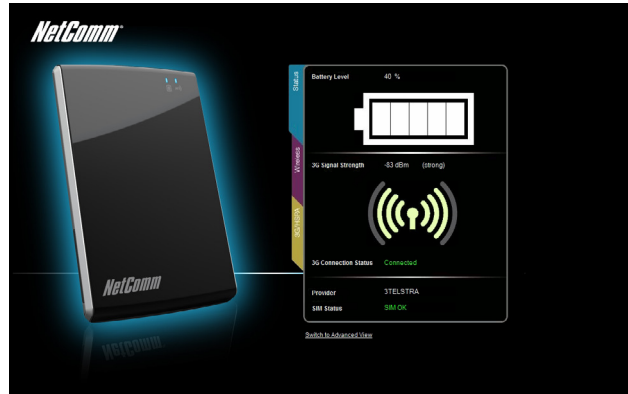 NetComm
Status
Battery Level 40 %
Wireless
3G Signal Strength -83 dBm (strong)
3G/HSPA
3G Connection Status Connected
NetComm
Provider 3TELSTRA
SIM Status SIM OK
Switch to Advanced View